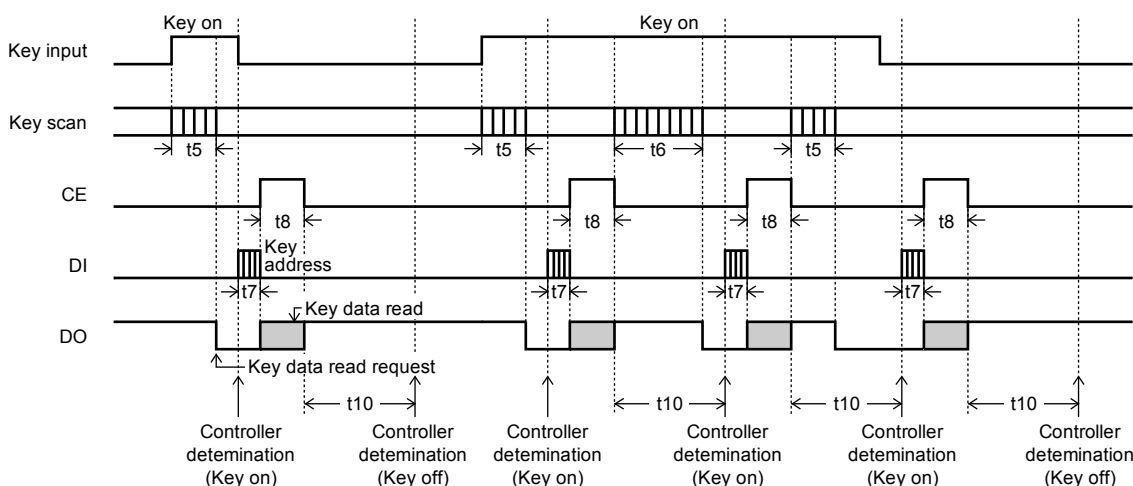 Key on
Key on
Key input
Key scan
t5
t5
t6
t5
CE
t8
t8
t8
t8
DI
Key
address
t7
t7
t7
t7
Key data read
DO
Key data read request
t10
t10
t10
t10
Controller
detemination
(Key on)
Controller
detemination
(Key off)
Controller
detemination
(Key on)
Controller
detemination
(Key on)
Controller
detemination
(Key on)
Controller
detemination
(Key off)